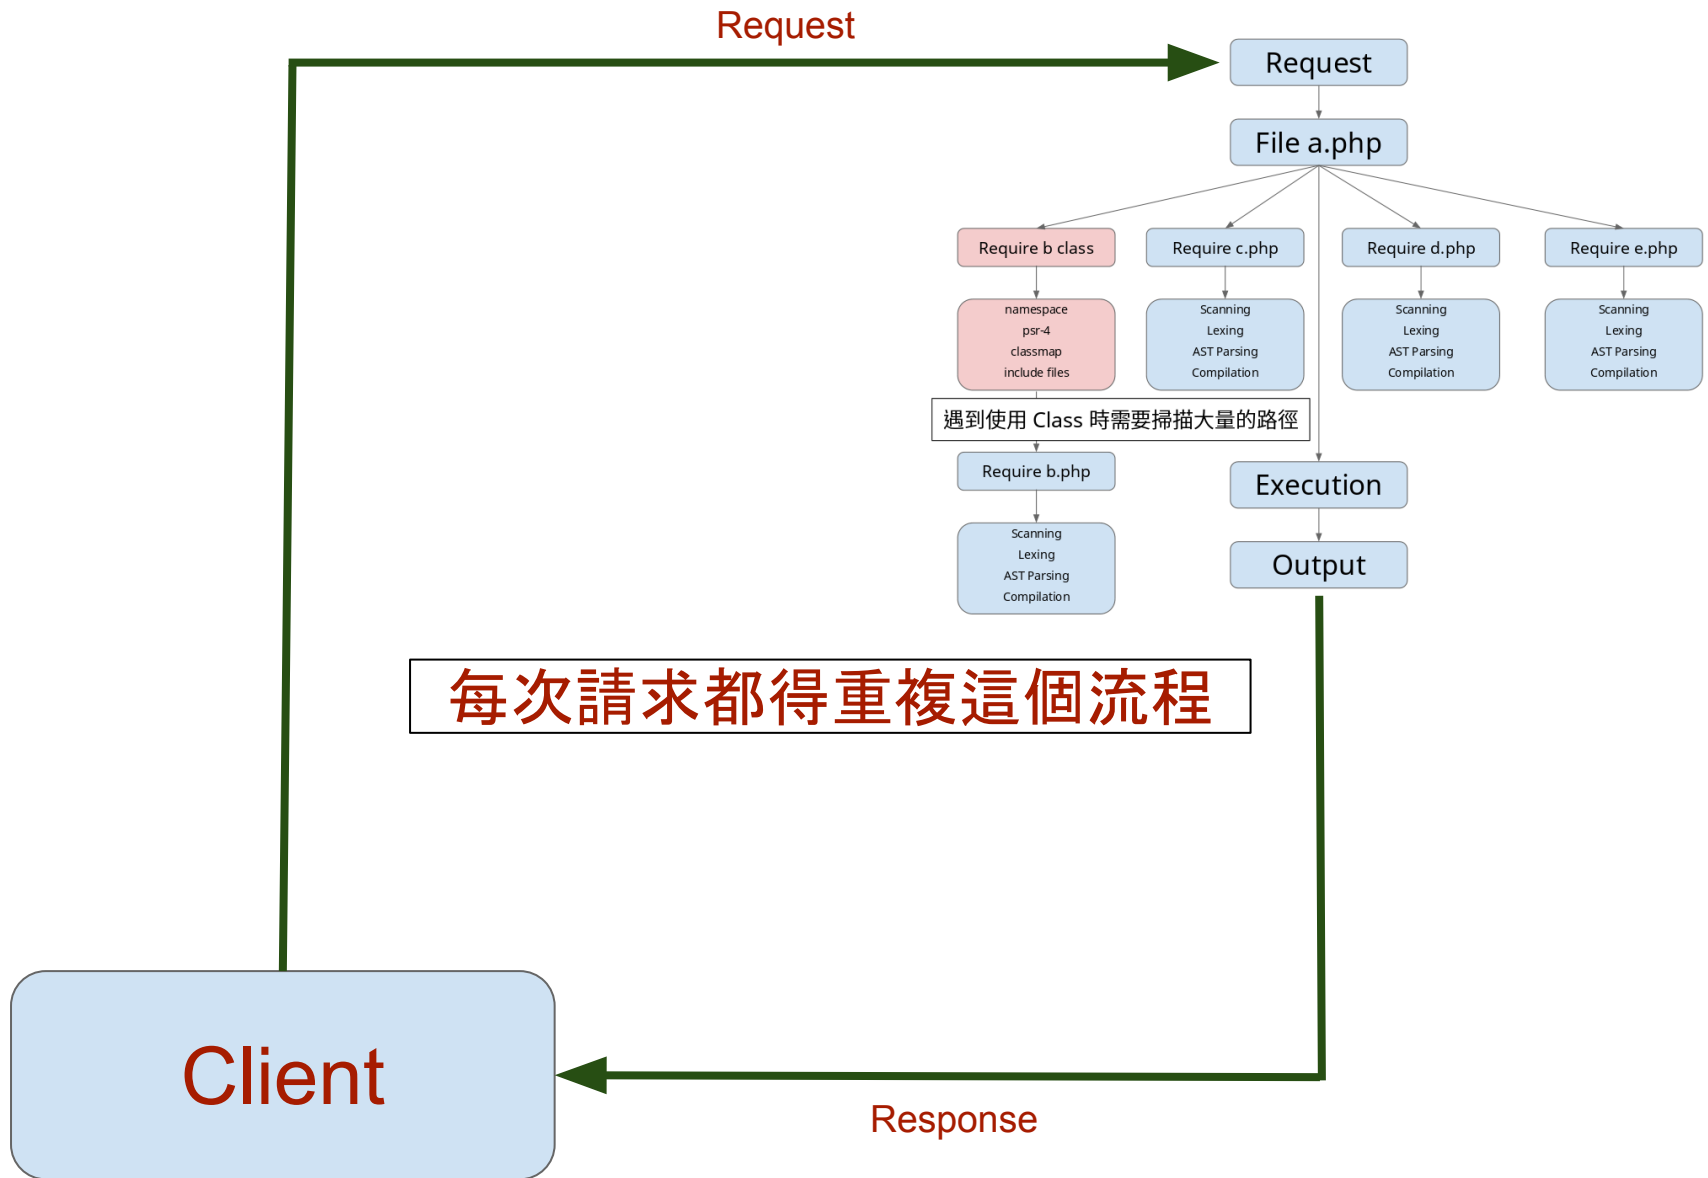 Request
Request
File a.php
Require b class
Require c.php
Require d.php
Require e.php
namespace
psr-4
classmap
include files
Scanning
Lexing
AST Parsing
Compilation
Scanning
Lexing
AST Parsing
Compilation
Scanning
Lexing
AST Parsing
Compilation
遇到使用 Class 時需要掃描大量的路徑
Require b.php
Scanning
Lexing
AST Parsing
Compilation
Execution
Output
每次請求都得重複這個流程
Client
Response